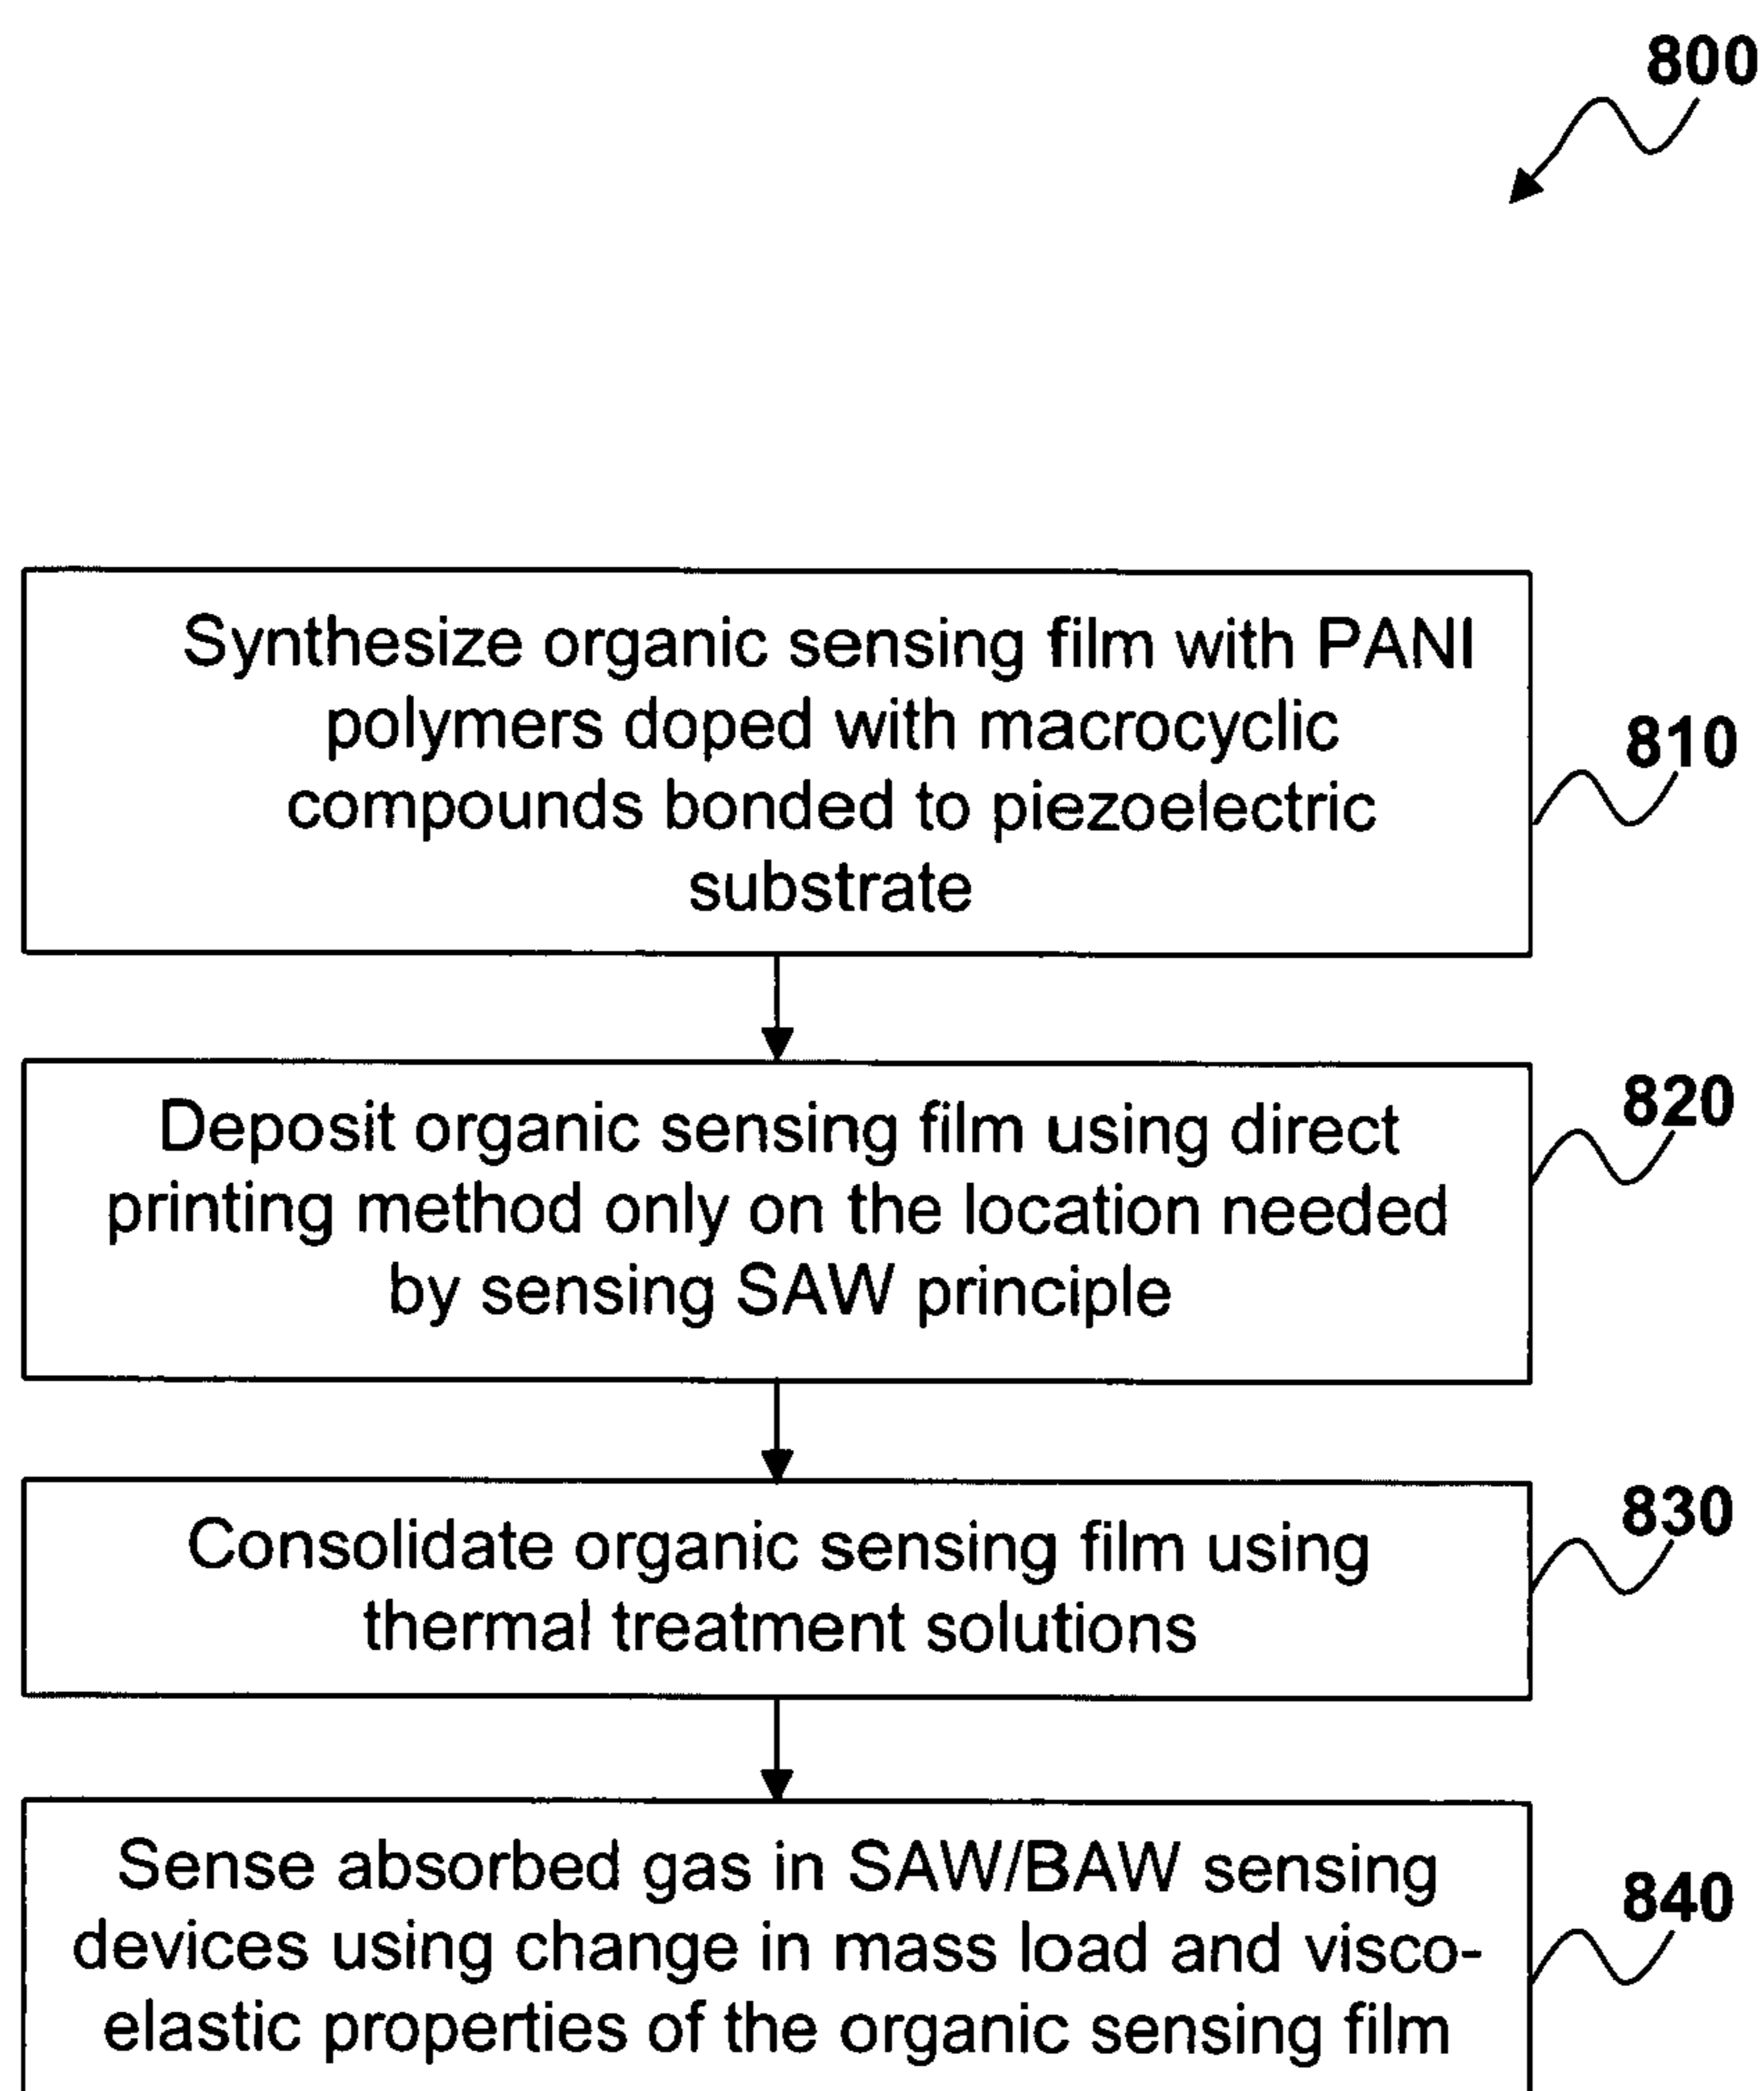 800
Synthesize organic sensing film with PANI
polymers doped with macrocyclic
compounds bonded to piezoelectric
substrate
810
Deposit organic sensing film using direct
printing method only on the location needed
by sensing SAW principle
820
Consolidate organic sensing film using
thermal treatment solutions
830
Sense absorbed gas in SAW/BAW sensing
devices using change in mass load and visco-
elastic properties of the organic sensing film
840